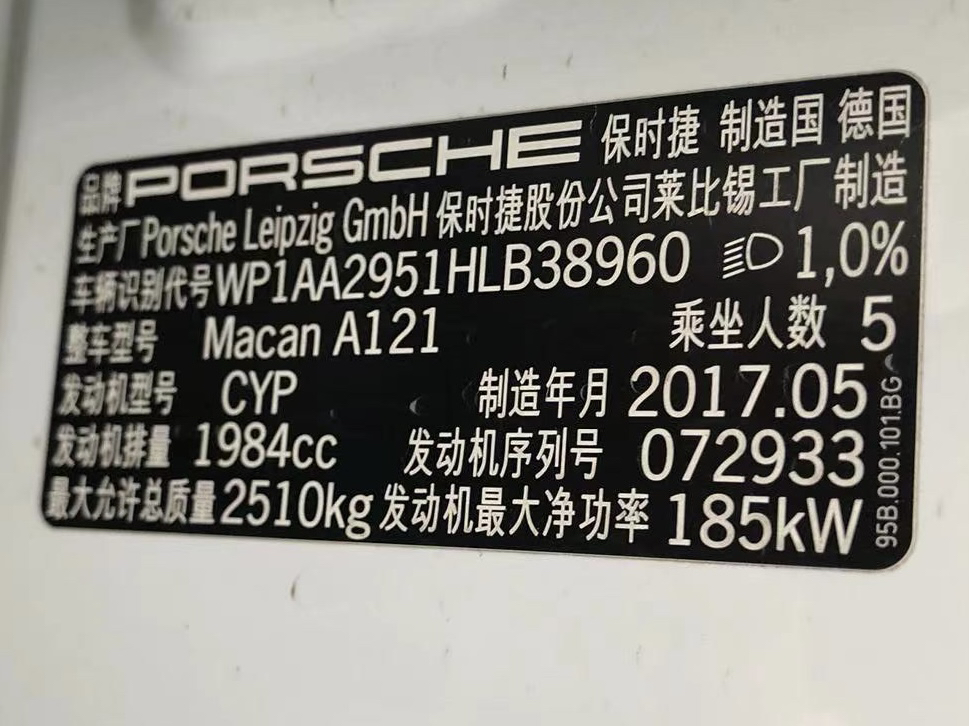 品牌 PORSCHE 保时捷 制造国 德国
生产厂 Porsche Leipzig GmbH 保时捷股份公司莱比锡工厂制造
车辆识别代号 WP1AA2951HLB38960 1,0%
整车型号 Macan A121 乘坐人数 5
发动机型号 CYP 制造年月 2017.05
发动机排量 1984cc 发动机序列号 072933
最大允许总质量 2510kg 发动机最大净功率 185kW
95B.000.101.BG